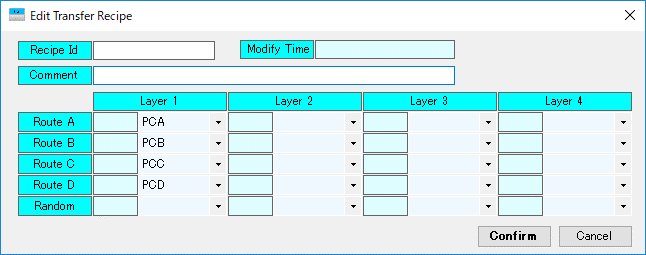 Edit Transfer Recipe
Recipe Id Modify Time
Comment
Layer 1 Layer 2 Layer 3 Layer 4
Route A PCA
Route B PCB
Route C PCC
Route D PCD
Random
Confirm Cancel